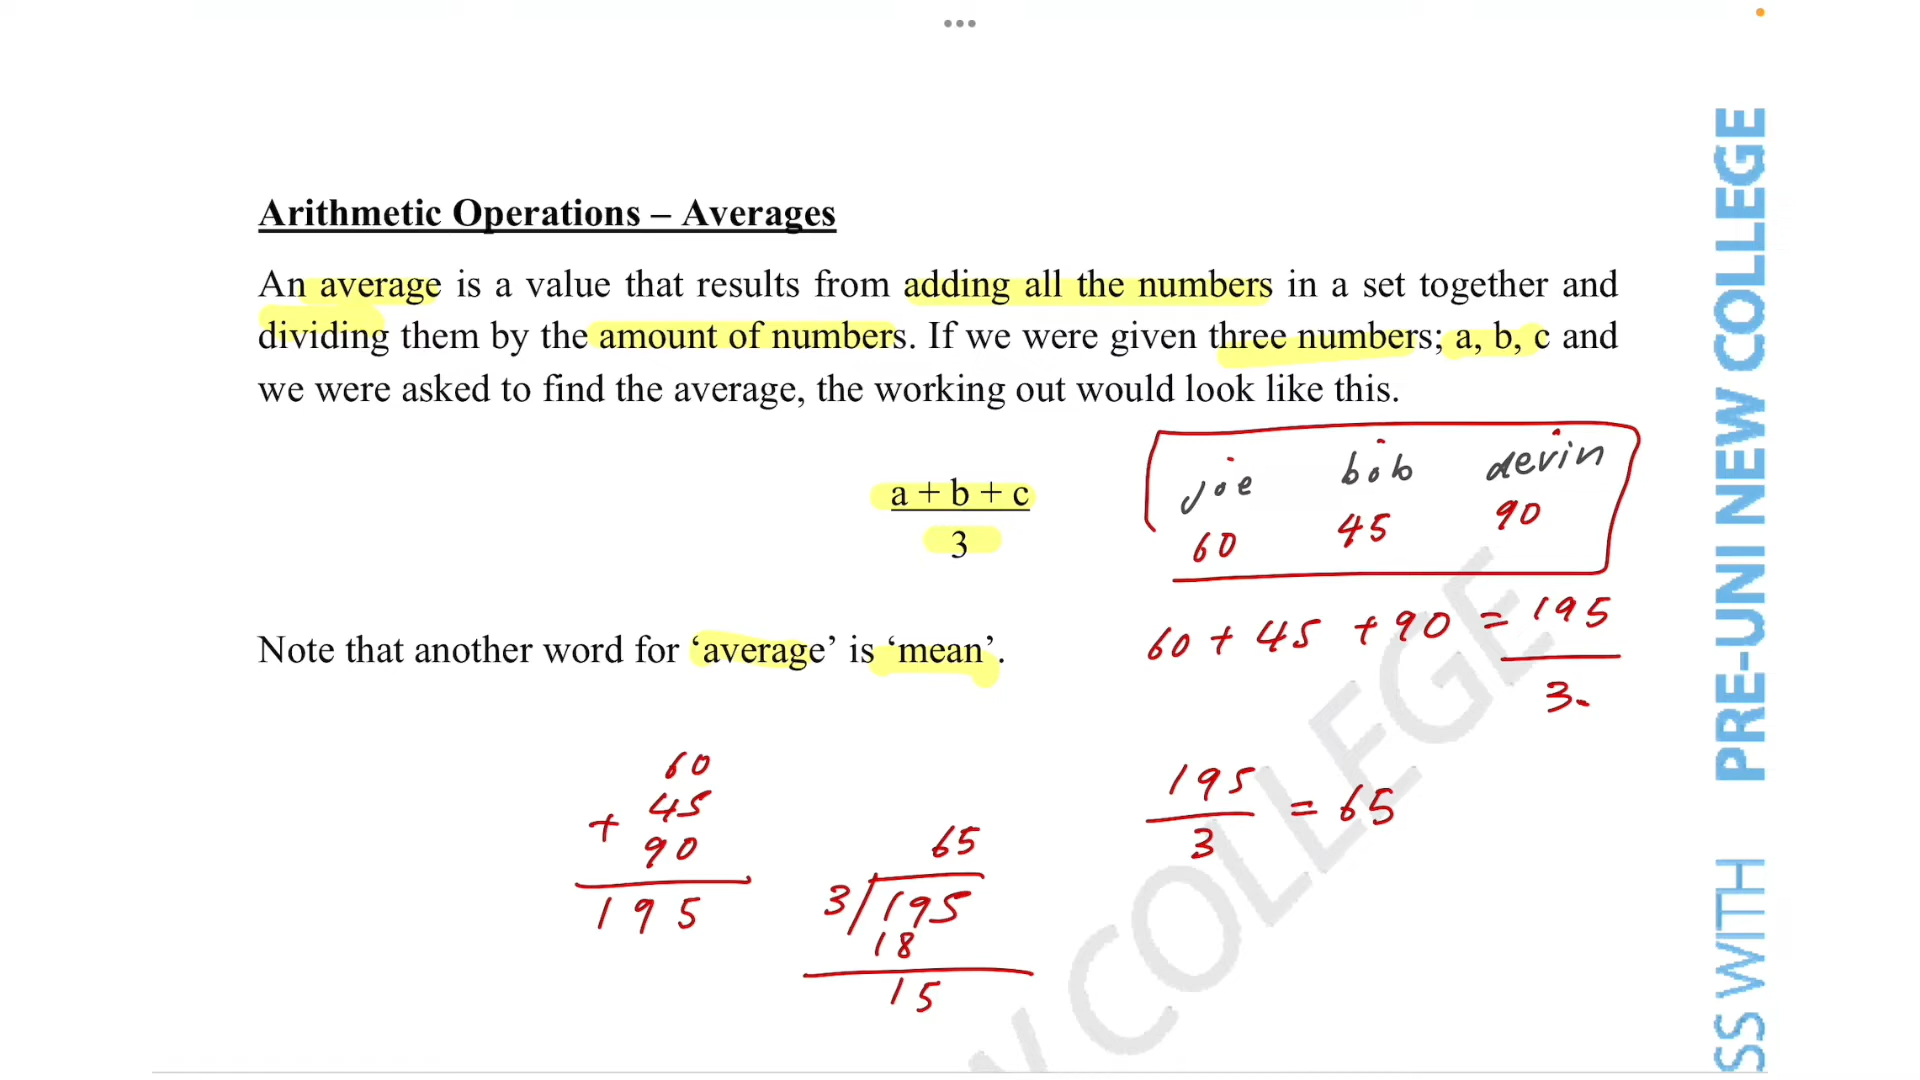 Arithmetic Operations – Averages
An average is a value that results from adding all the numbers in a set together and
dividing them by the amount of numbers. If we were given three numbers; a, b, c and
we were asked to find the average, the working out would look like this.
a + b + c
3
joe bob devin
60 45 90
60 + 45 + 90 = 195
3
Note that another word for ‘average’ is ‘mean’.
60
45
+ 90
195
65
3/195
18
15
195
3
= 65
W COLLEGE
SS WITH PRE-UNI NEW COLLEGE